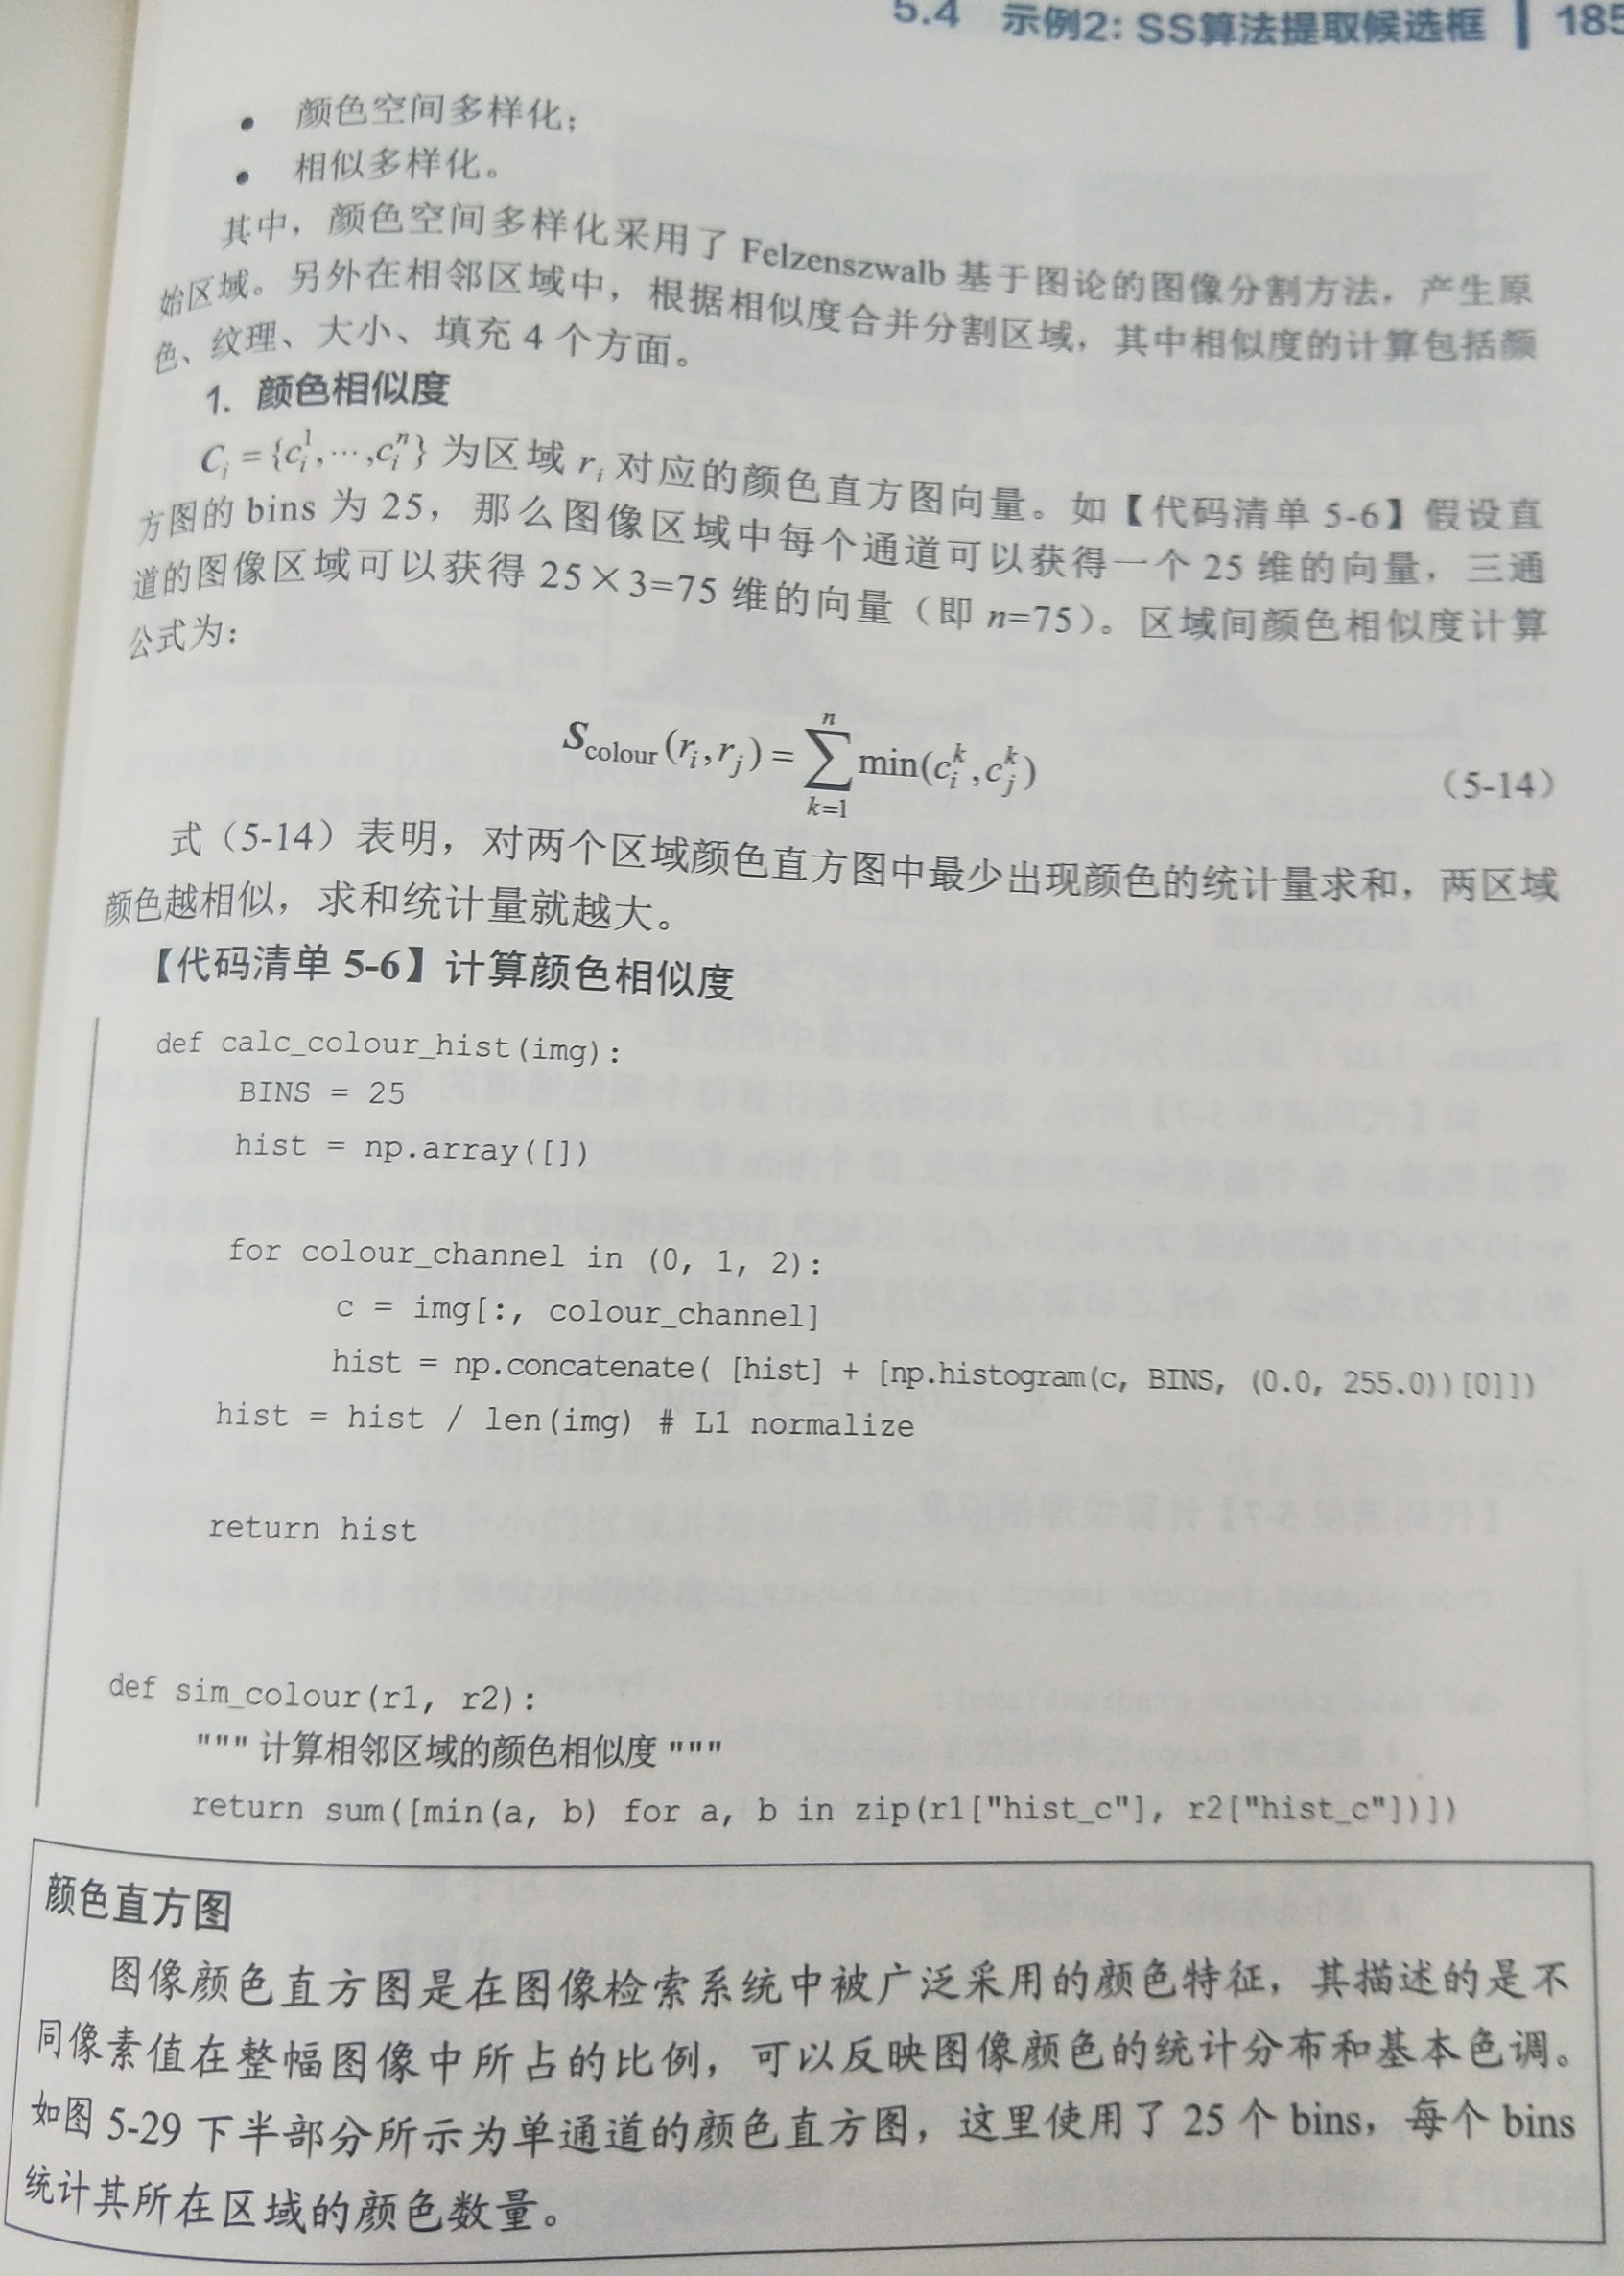 5.4 示例2: SS算法提取候选框 185
• 颜色空间多样化；
• 相似多样化。
其中，颜色空间多样化采用了 Felzenszwalb 基于图论的图像分割方法，产生原
始区域。另外在相邻区域中，根据相似度合并分割区域，其中相似度的计算包括颜
色、纹理、大小、填充 4 个方面。
1. 颜色相似度
C_i = {c_i^1, ⋯, c_i^n} 为区域 r_i 对应的颜色直方图向量。如【代码清单 5-6】假设直
方图的 bins 为 25，那么图像区域中每个通道可以获得一个 25 维的向量，三通
道的图像区域可以获得 25×3=75 维的向量（即 n=75）。区域间颜色相似度计算
公式为：
S_colour(r_i, r_j) = ∑_{k=1}^{n} min(c_i^k, c_j^k) （5-14）
式（5-14）表明，对两个区域颜色直方图中最少出现颜色的统计量求和，两区域
颜色越相似，求和统计量就越大。
【代码清单 5-6】计算颜色相似度
def calc_colour_hist(img):
BINS = 25
hist = np.array([])
for colour_channel in (0, 1, 2):
c = img[:, colour_channel]
hist = np.concatenate( [hist] + [np.histogram(c, BINS, (0.0, 255.0))[0]])
hist = hist / len(img) # L1 normalize
return hist
def sim_colour(r1, r2):
""" 计算相邻区域的颜色相似度 """
return sum([min(a, b) for a, b in zip(r1["hist_c"], r2["hist_c"])])
颜色直方图
图像颜色直方图是在图像检索系统中被广泛采用的颜色特征，其描述的是不
同像素值在整幅图像中所占的比例，可以反映图像颜色的统计分布和基本色调。
如图 5-29 下半部分所示为单通道的颜色直方图，这里使用了 25 个 bins，每个 bins
统计其所在区域的颜色数量。